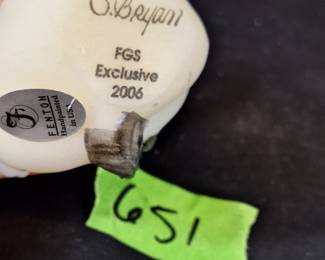 S. Bryan
FGS
Exclusive
2006
F
FENTON
Handpainted
in USA
651